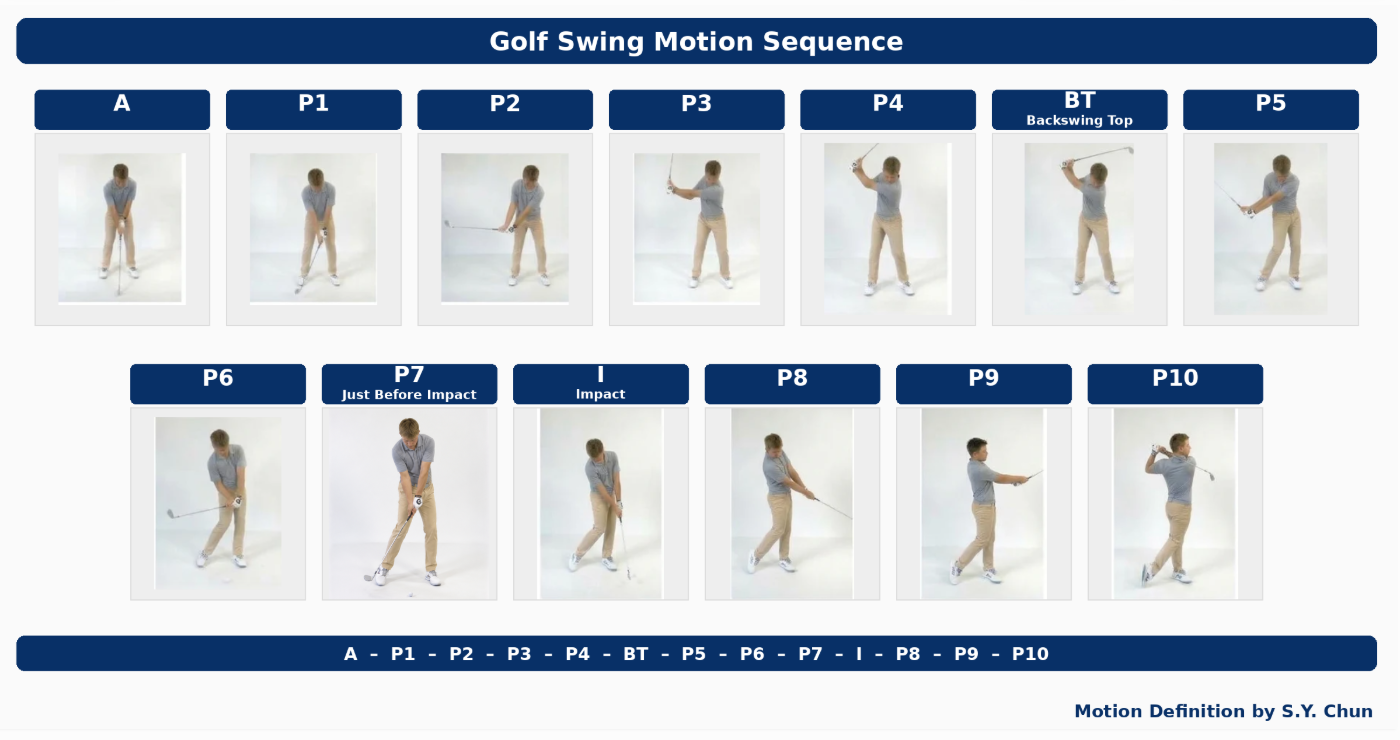 Golf Swing Motion Sequence
A
P1
P2
P3
P4
BT
Backswing Top
P5
P6
P7
Just Before Impact
I
Impact
P8
P9
P10
A – P1 – P2 – P3 – P4 – BT – P5 – P6 – P7 – I – P8 – P9 – P10
Motion Definition by S.Y. Chun